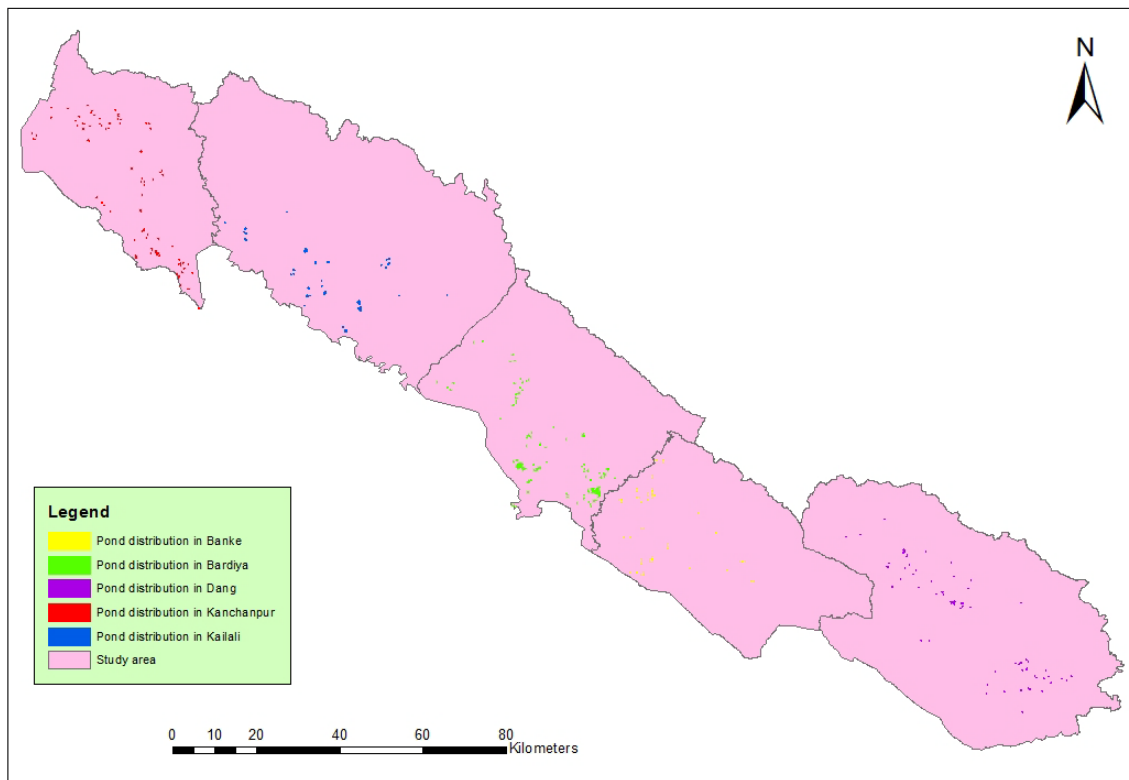 N
Legend
Pond distribution in Banke
Pond distribution in Bardiya
Pond distribution in Dang
Pond distribution in Kanchanpur
Pond distribution in Kailali
Study area
0 10 20 40 60 80
Kilometers